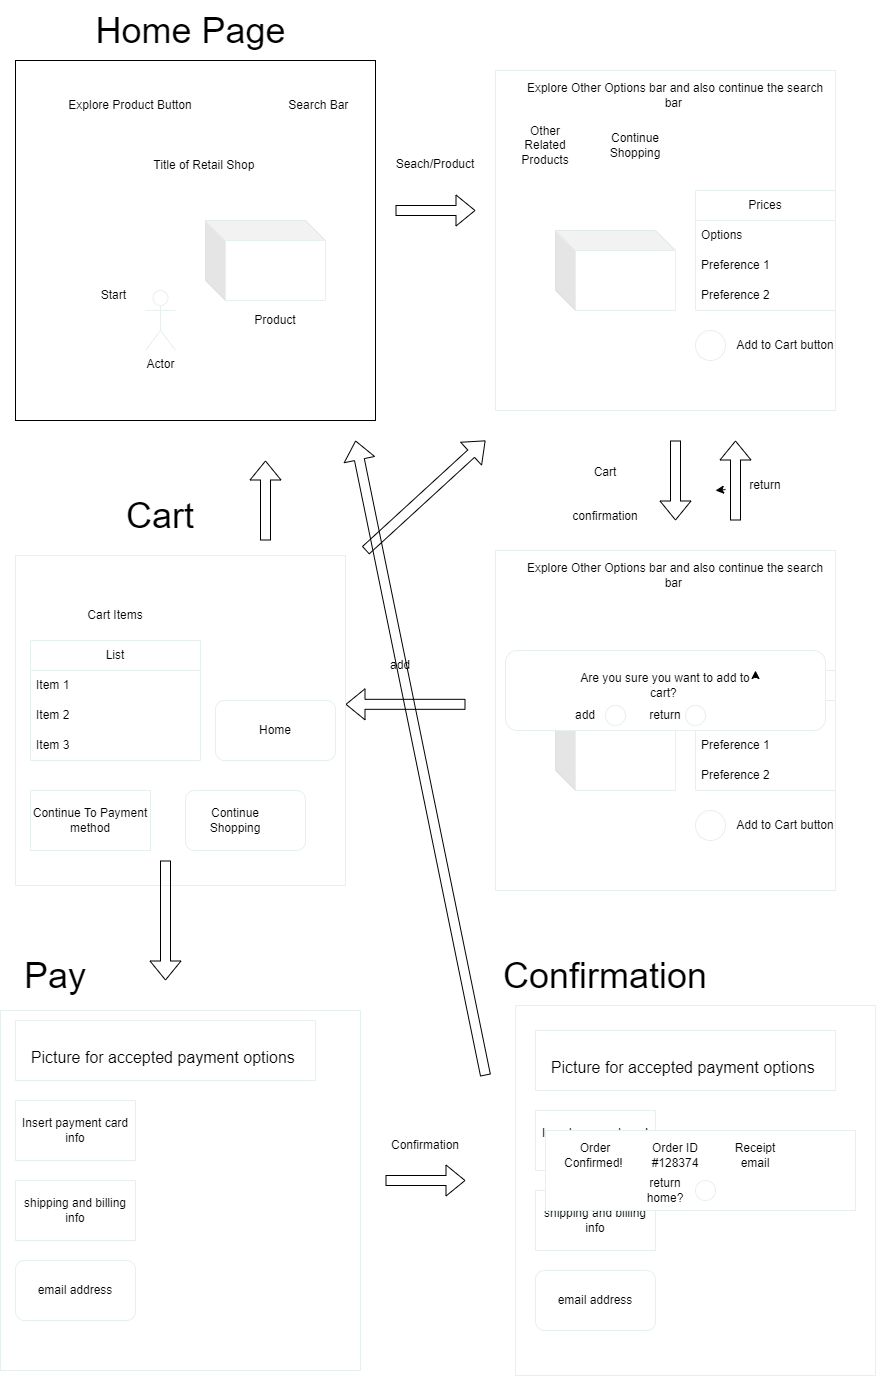 Home Page
Explore Product Button
Search Bar
Title of Retail Shop
Start
Product
Actor
Seach/Product
Explore Other Options bar and also continue the search
bar
Other
Related
Products
Continue
Shopping
Prices
Options
Preference 1
Preference 2
Add to Cart button
Cart
confirmation
return
Cart
Cart Items
List
Item 1
Item 2
Item 3
Home
Continue To Payment
method
Continue
Shopping
add
Explore Other Options bar and also continue the search
bar
Are you sure you want to add to
cart?
add
return
Preference 1
Preference 2
Add to Cart button
Pay
Picture for accepted payment options
Insert payment card
info
shipping and billing
info
email address
Confirmation
Confirmation
Picture for accepted payment options
Order
Confirmed!
Order ID
#128374
Receipt
email
return
home?
shipping and billing
info
email address